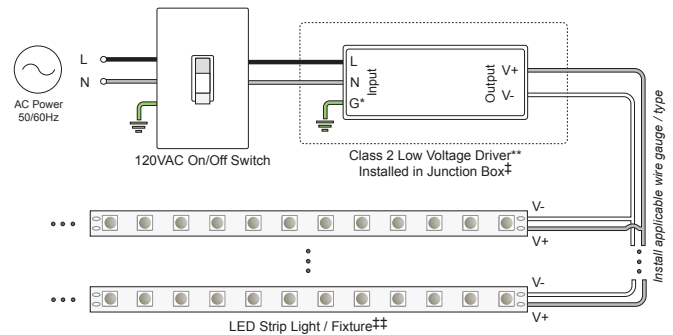 L
N
AC Power
50/60Hz
120VAC On/Off Switch
L
N
G*
Input
Output
V+
V-
Class 2 Low Voltage Driver**
Installed in Junction Box‡
Install applicable wire gauge / type
V-
V+
V-
V+
LED Strip Light / Fixture‡‡